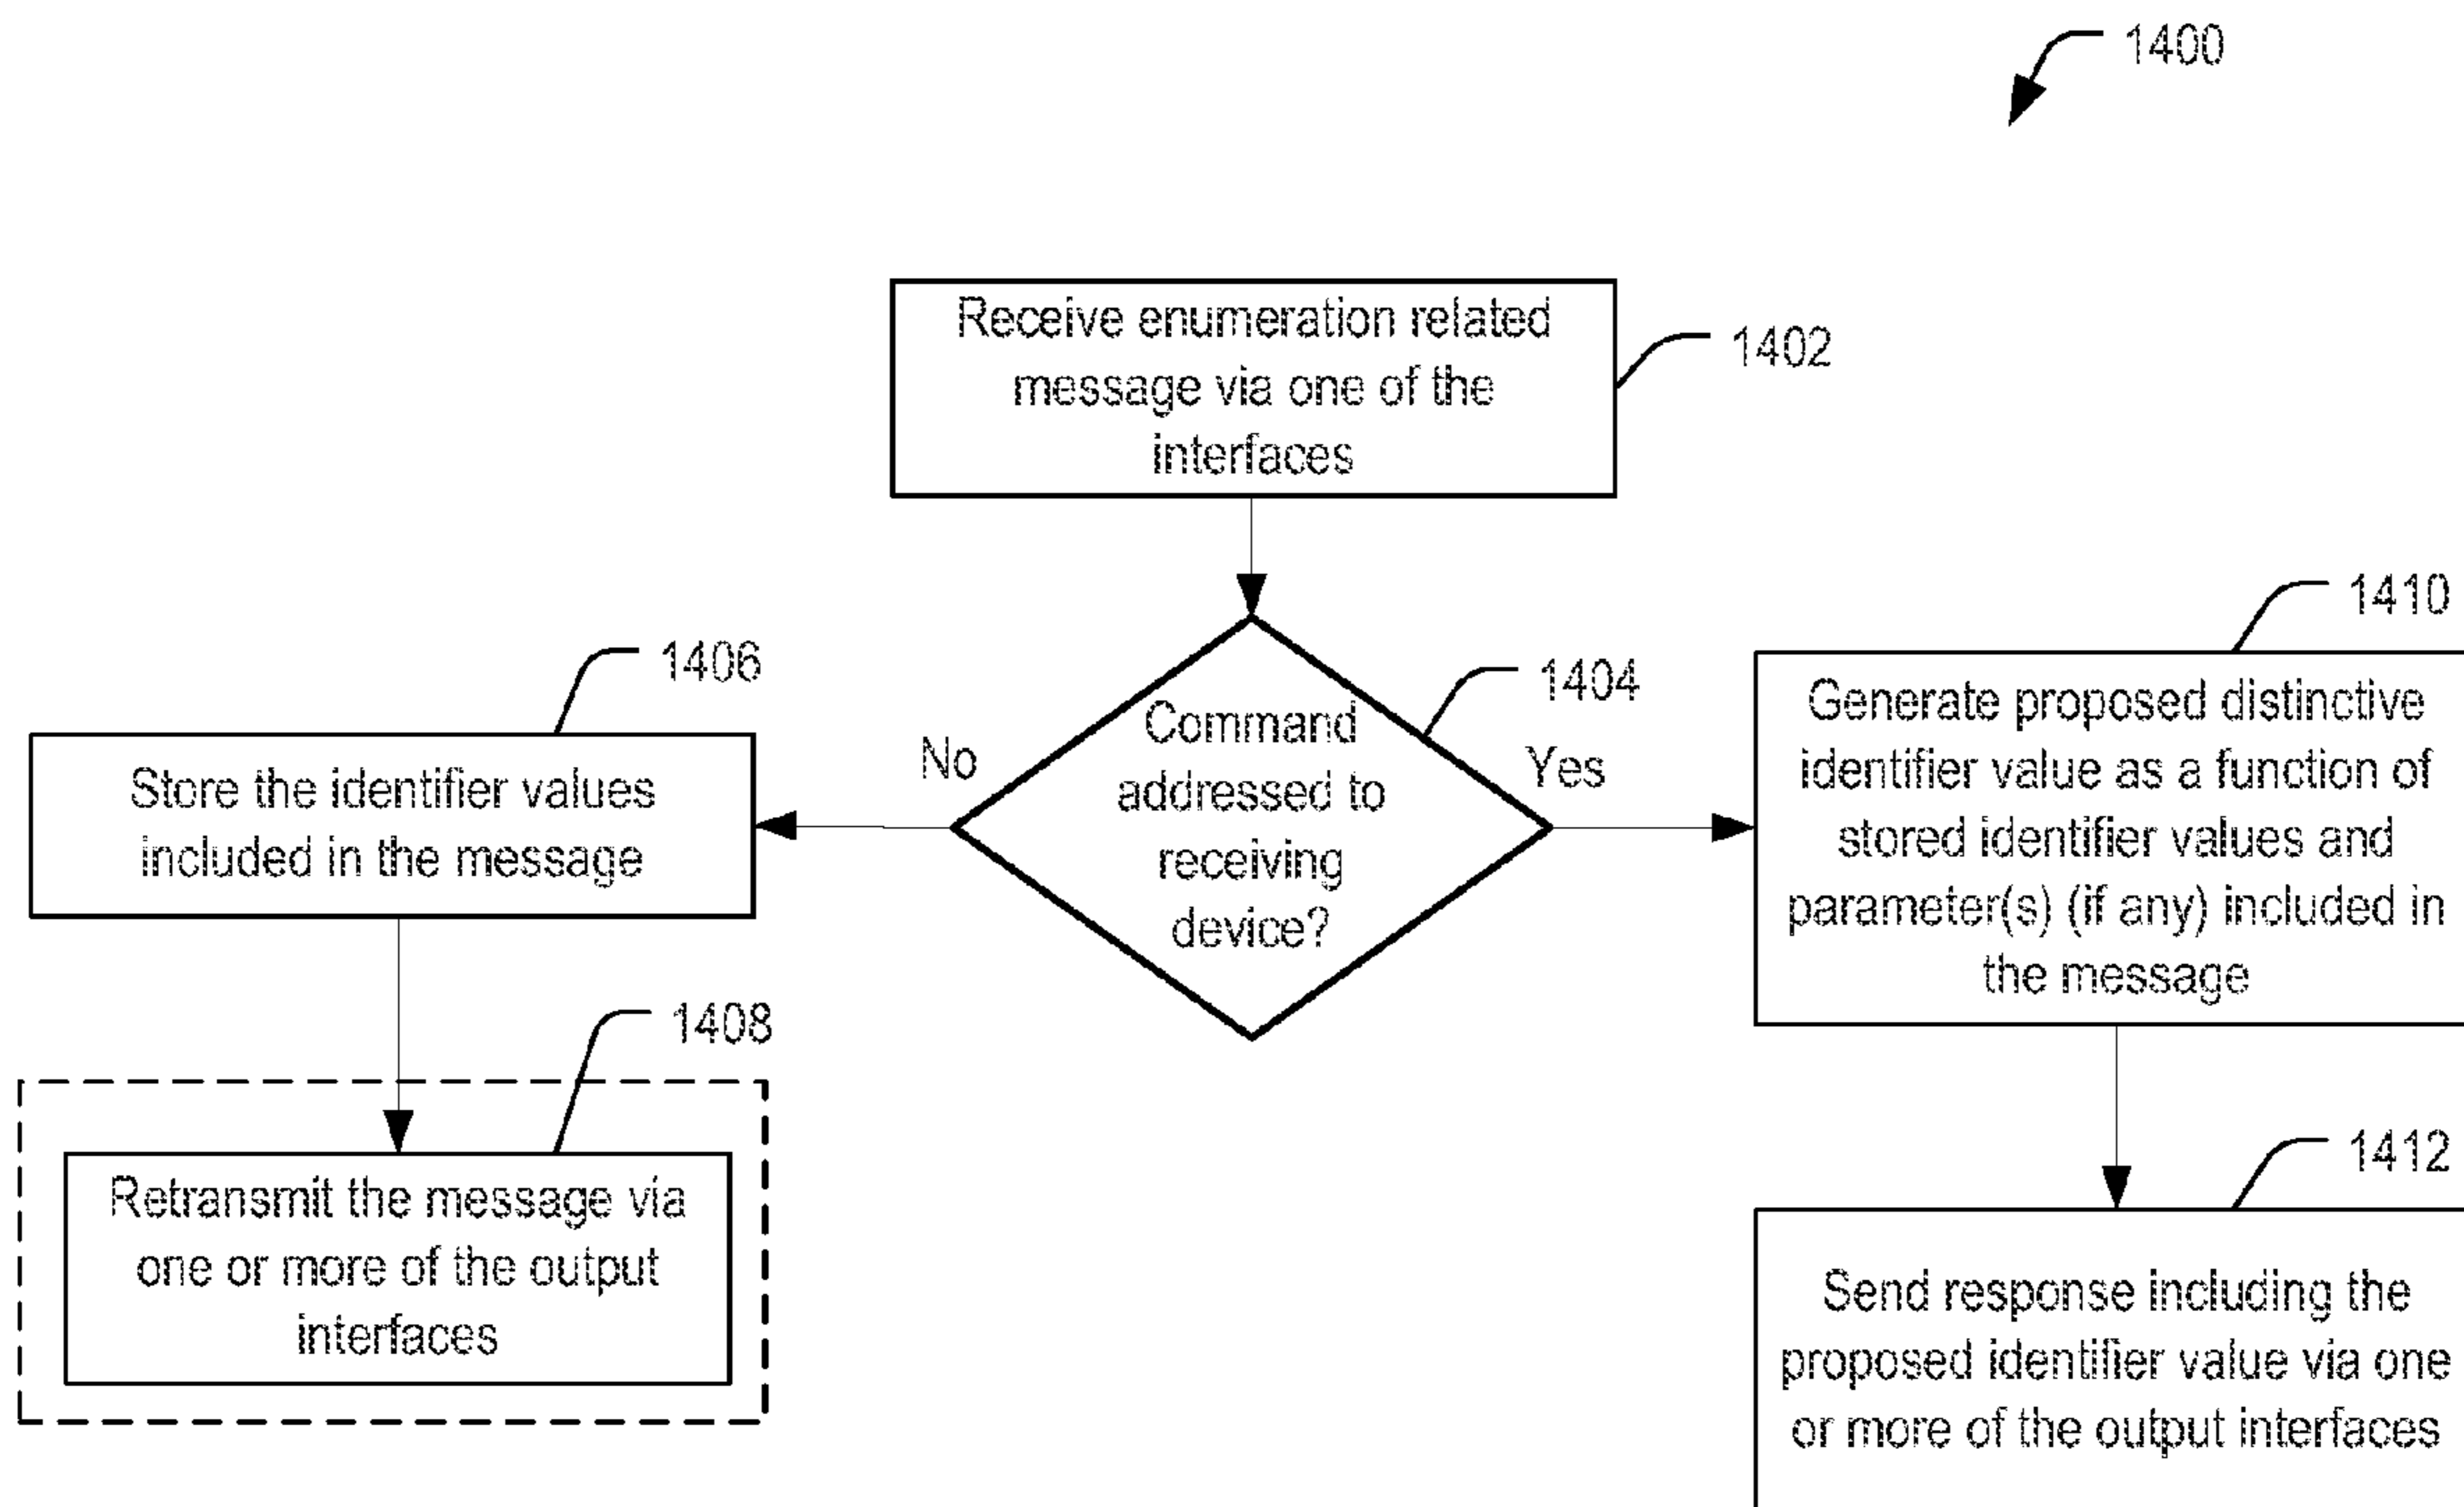 1400
Receive enumeration related
message via one of the
interfaces
1402
1404
Command
addressed to
receiving
device?
No
Yes
1406
Store the identifier values
included in the message
1408
Retransmit the message via
one or more of the output
interfaces
1410
Generate proposed distinctive
identifier value as a function of
stored identifier values and
parameter(s) (if any) included in
the message
1412
Send response including the
proposed identifier value via one
or more of the output interfaces